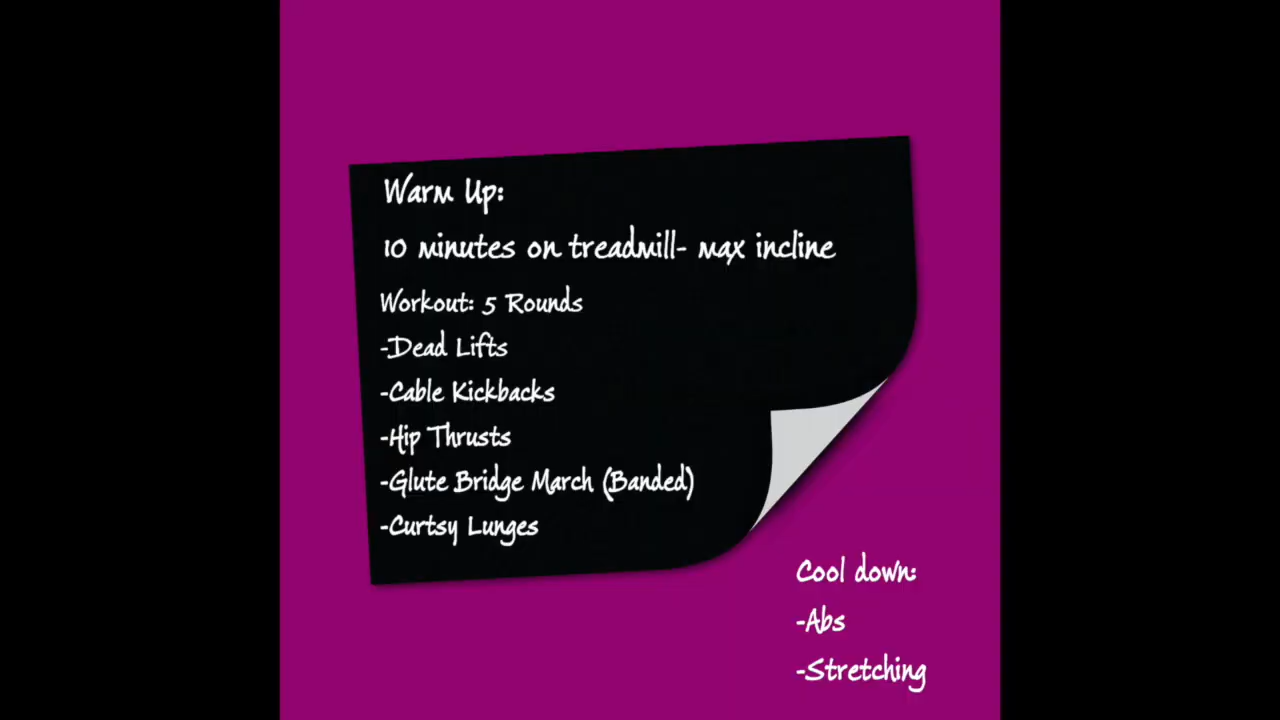 Warm Up:
10 minutes on treadmill- max incline
Workout: 5 Rounds
-Dead Lifts
-Cable Kickbacks
-Hip Thrusts
-Glute Bridge March (Banded)
-Curtsy Lunges
Cool down:
-Abs
-Stretching